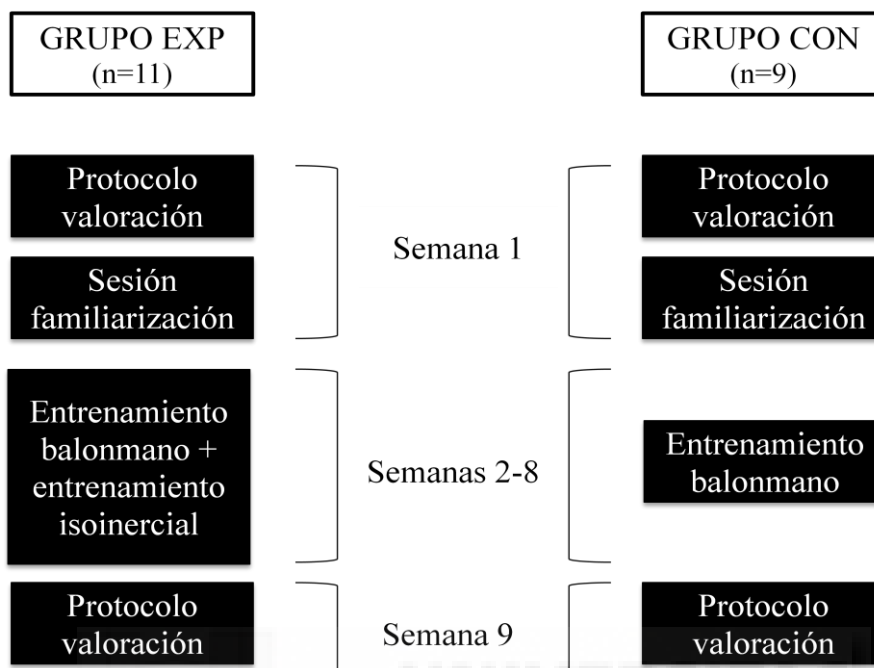 GRUPO EXP
(n=11)
GRUPO CON
(n=9)
Protocolo
valoración
Sesión
familiarización
Semana 1
Protocolo
valoración
Sesión
familiarización
Entrenamiento
balonmano +
entrenamiento
isoinercial
Semanas 2-8
Entrenamiento
balonmano
Protocolo
valoración
Semana 9
Protocolo
valoración